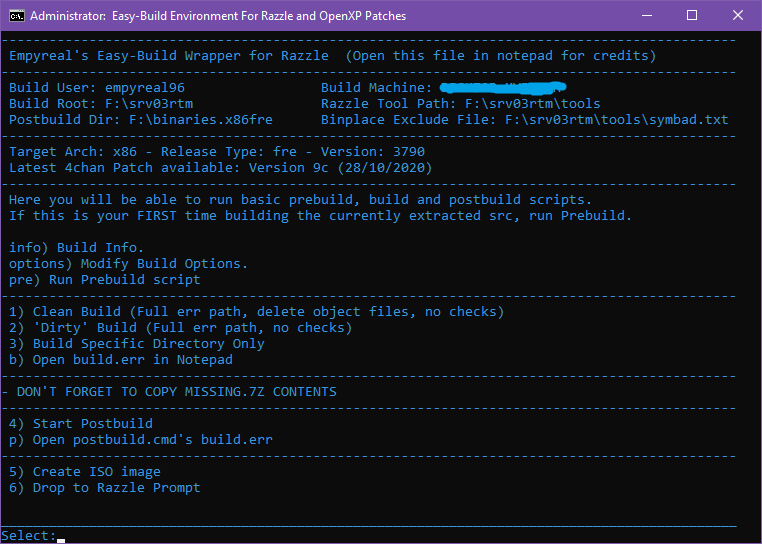 Administrator: Easy-Build Environment For Razzle and OpenXP Patches
Empyreal's Easy-Build Wrapper for Razzle (Open this file in notepad for credits)
Build User: empyreal96 Build Machine:
Build Root: F:\srv03rtm Razzle Tool Path: F:\srv03rtm\tools
Postbuild Dir: F:\binaries.x86fre Binplace Exclude File: F:\srv03rtm\tools\symbad.txt
Target Arch: x86 - Release Type: fre - Version: 3790
Latest 4chan Patch available: Version 9c (28/10/2020)
Here you will be able to run basic prebuild, build and postbuild scripts.
If this is your FIRST time building the currently extracted src, run Prebuild.
info) Build Info.
options) Modify Build Options.
pre) Run Prebuild script
1) Clean Build (Full err path, delete object files, no checks)
2) 'Dirty' Build (Full err path, no checks)
3) Build Specific Directory Only
b) Open build.err in Notepad
- DON'T FORGET TO COPY MISSING.7Z CONTENTS
4) Start Postbuild
p) Open postbuild.cmd's build.err
5) Create ISO image
6) Drop to Razzle Prompt
Select: